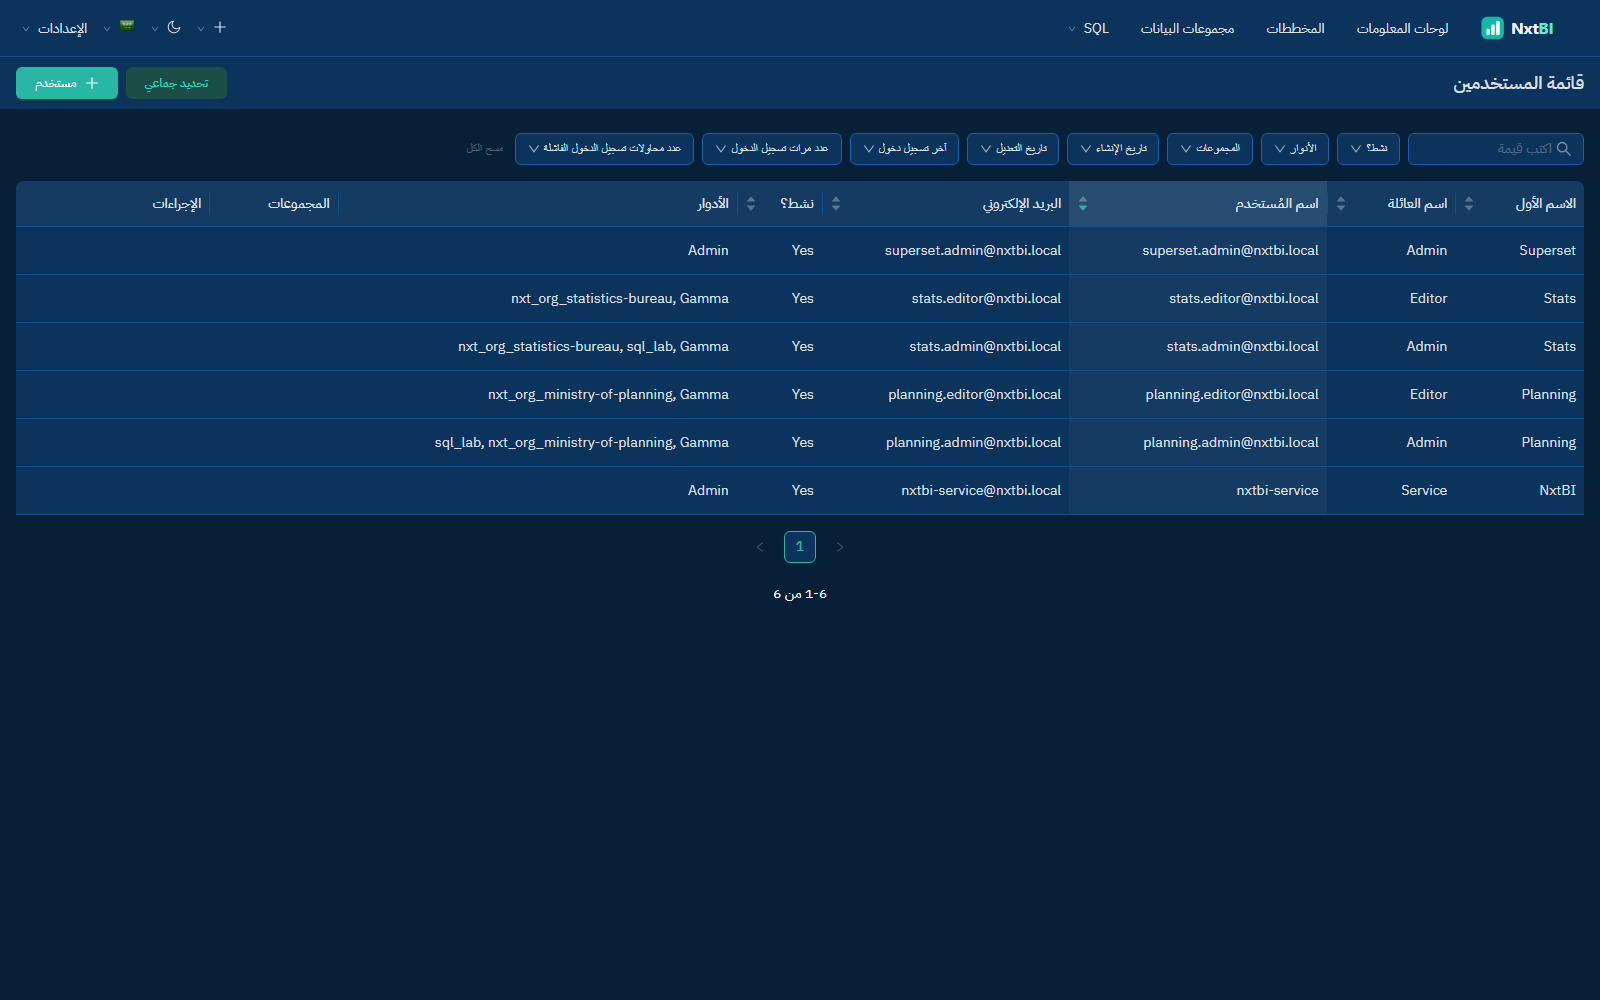 NxtBI لوحات المعلومات المخططات مجموعات البيانات SQL الإعدادات
قائمة المستخدمين تحديد جماعي مستخدم
اكتب قيمة نشط؟ الأدوار المجموعات تاريخ الإنشاء تاريخ التعديل آخر تسجيل دخول عدد مرات تسجيل الدخول عدد محاولات تسجيل الدخول الفاشلة مسح الكل
الاسم الأول اسم العائلة اسم المُستخدم البريد الإلكتروني نشط؟ الأدوار المجموعات الإجراءات
Superset Admin superset.admin@nxtbi.local superset.admin@nxtbi.local Yes Admin
Stats Editor stats.editor@nxtbi.local stats.editor@nxtbi.local Yes nxt_org_statistics-bureau, Gamma
Stats Admin stats.admin@nxtbi.local stats.admin@nxtbi.local Yes nxt_org_statistics-bureau, sql_lab, Gamma
Planning Editor planning.editor@nxtbi.local planning.editor@nxtbi.local Yes nxt_org_ministry-of-planning, Gamma
Planning Admin planning.admin@nxtbi.local planning.admin@nxtbi.local Yes sql_lab, nxt_org_ministry-of-planning, Gamma
NxtBI Service nxtbi-service nxtbi-service@nxtbi.local Yes Admin
1
1-6 من 6